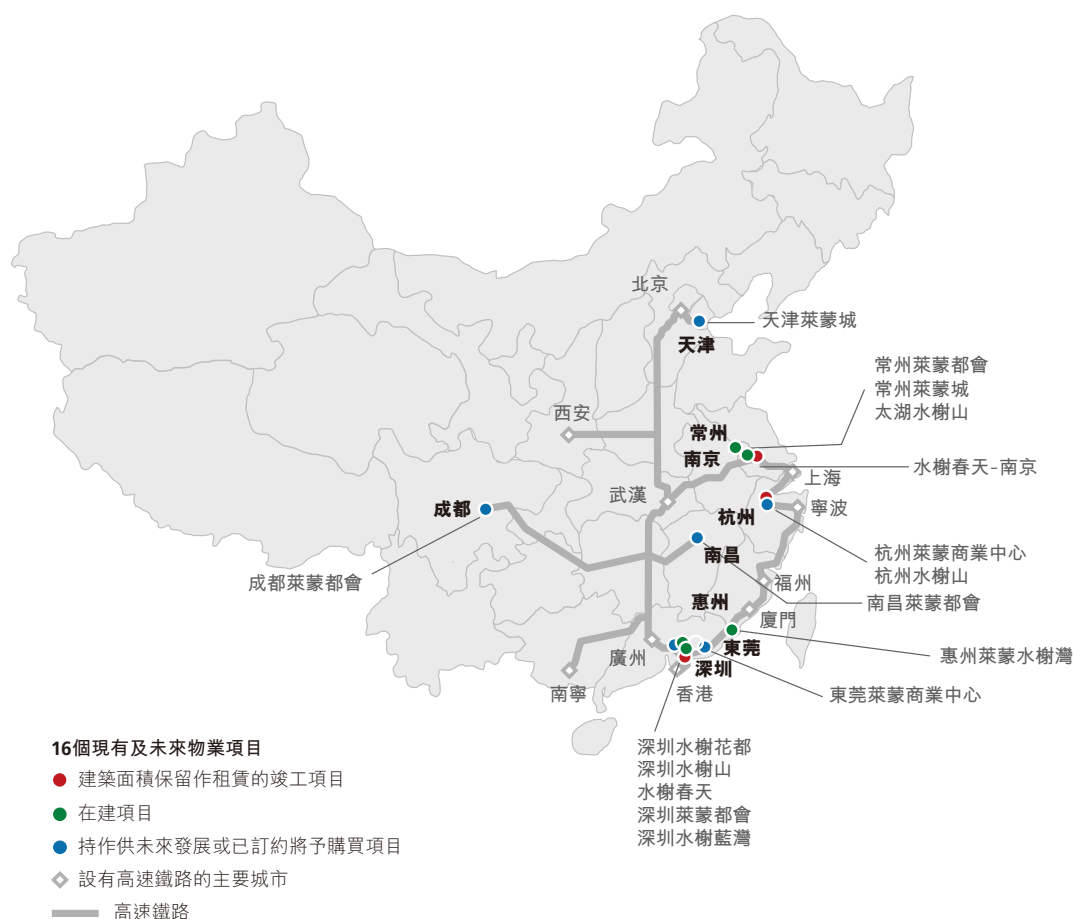 北京
天津萊蒙城
天津
常州萊蒙都會
常州萊蒙城
太湖水榭山
西安
常州
南京
水榭春天-南京
上海
武漢
成都
杭州
寧波
杭州萊蒙商業中心
杭州水榭山
南昌
成都萊蒙都會
福州
南昌萊蒙都會
惠州
廈門
東莞
惠州萊蒙水榭灣
廣州
深圳
南寧
香港
東莞萊蒙商業中心
深圳水榭花都
深圳水榭山
水榭春天
深圳萊蒙都會
深圳水榭藍灣
16個現有及未來物業項目
建築面積保留作租賃的竣工項目
在建項目
持作供未來發展或已訂約將予購買項目
設有高速鐵路的主要城市
高速鐵路